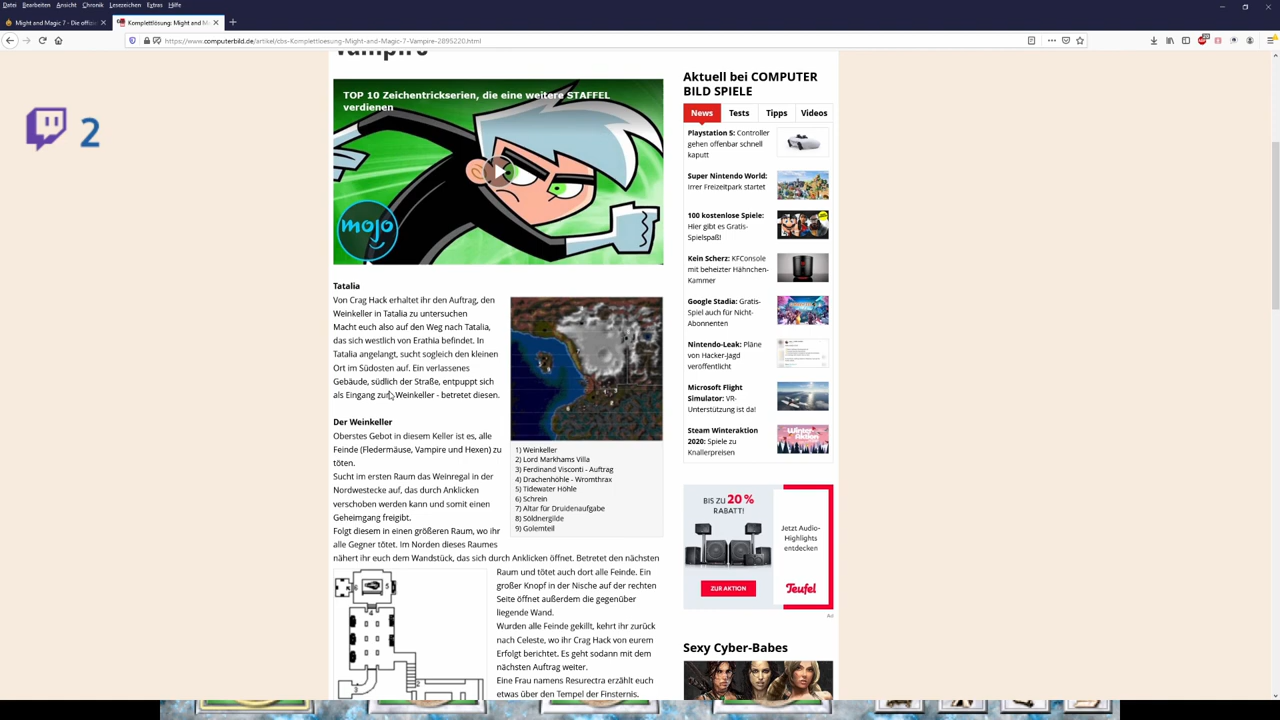 Datei Bearbeiten Ansicht Chronik Lesezeichen Extras Hilfe
Might and Magic 7 - Die offiz
Komplettlösung: Might and M
https://www.computerbild.de/artikel/cbs-Komplettloesung-Might-and-Magic-7-Vampire-2895220.html
Vampire
2
TOP 10 Zeichentrickserien, die eine weitere STAFFEL
verdienen
mojo
Tatalia
Von Crag Hack erhaltet ihr den Auftrag, den
Weinkeller in Tatalia zu untersuchen
Macht euch also auf den Weg nach Tatalia,
das sich westlich von Erathia befindet. In
Tatalia angelangt, sucht sogleich den kleinen
Ort im Südosten auf. Ein verlassenes
Gebäude, südlich der Straße, entpuppt sich
als Eingang zum Weinkeller - betretet diesen.
1) Weinkeller
2) Lord Markhams Villa
3) Ferdinand Visconti - Auftrag
4) Drachenhöhle - Wromthrax
5) Tidewater Höhle
6) Schrein
7) Altar für Druidenaufgabe
8) Söldnergilde
9) Golemteil
Der Weinkeller
Oberstes Gebot in diesem Keller ist es, alle
Feinde (Fledermäuse, Vampire und Hexen) zu
töten.
Sucht im ersten Raum das Weinregal in der
Nordwestecke auf, das durch Anklicken
verschoben werden kann und somit einen
Geheimgang freigibt.
Folgt diesem in einen größeren Raum, wo ihr
alle Gegner tötet. Im Norden dieses Raumes
nähert ihr euch dem Wandstück, das sich durch Anklicken öffnet. Betretet den nächsten
Raum und tötet auch dort alle Feinde. Ein
großer Knopf in der Nische auf der rechten
Seite öffnet außerdem die gegenüber
liegende Wand.
Wurden alle Feinde gekillt, kehrt ihr zurück
nach Celeste, wo ihr Crag Hack von eurem
Erfolg berichtet. Es geht sodann mit dem
nächsten Auftrag weiter.
Eine Frau namens Resurectra erzählt euch
etwas über den Tempel der Finsternis.
5
4
3
2
Aktuell bei COMPUTER
BILD SPIELE
News Tests Tipps Videos
Playstation 5: Controller
gehen offenbar schnell
kaputt
Super Nintendo World:
Irrer Freizeitpark startet
100 kostenlose Spiele:
Hier gibt es Gratis-
Spielspaß!
Kein Scherz: KFConsole
mit beheizter Hähnchen-
Kammer
Google Stadia: Gratis-
Spiel auch für Nicht-
Abonnenten
Nintendo-Leak: Pläne
von Hacker-Jagd
veröffentlicht
Microsoft Flight
Simulator: VR-
Unterstützung ist da!
Steam Winteraktion
2020: Spiele zu
Knallerpreisen
BIS ZU 20 %
RABATT!
ZUR AKTION
Jetzt Audio-
Highlights
entdecken
Teufel
Ad
Sexy Cyber-Babes